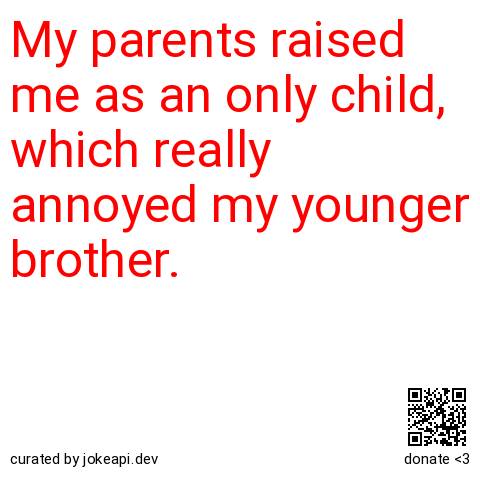 My parents raised
me as an only child,
which really
annoyed my younger
brother.
curated by jokeapi.dev
donate <3